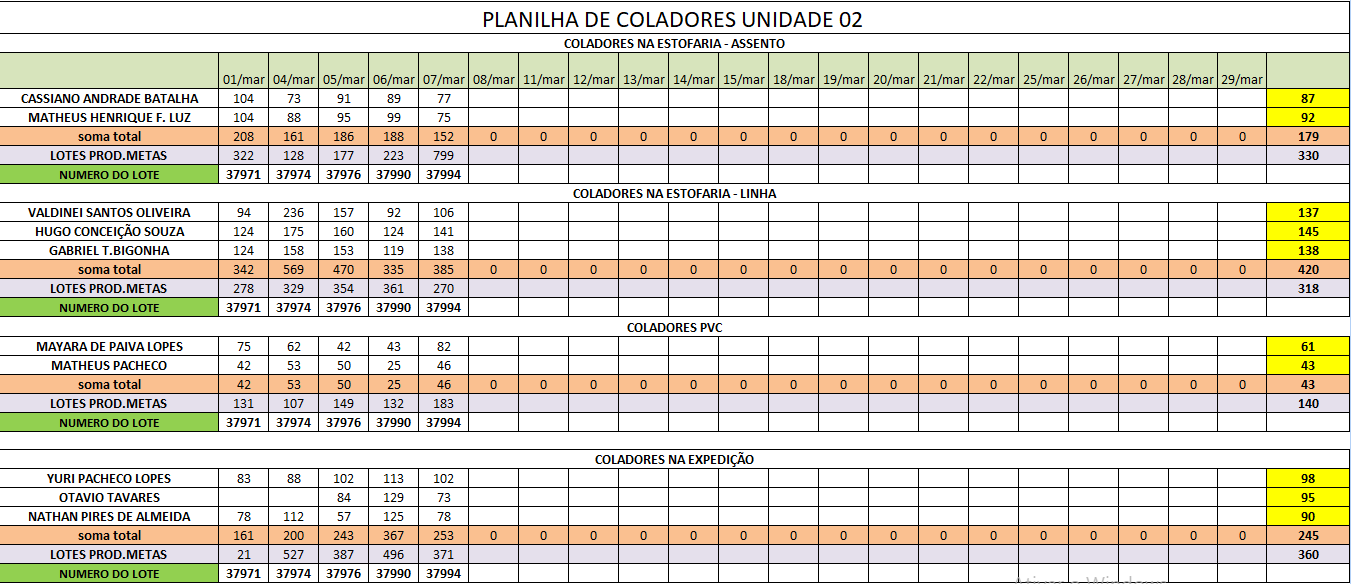 PLANILHA DE COLADORES UNIDADE 02
COLADORES NA ESTOFARIA - ASSENTO
01/mar 04/mar 05/mar 06/mar 07/mar 08/mar 11/mar 12/mar 13/mar 14/mar 15/mar 18/mar 19/mar 20/mar 21/mar 22/mar 25/mar 26/mar 27/mar 28/mar 29/mar
CASSIANO ANDRADE BATALHA 104 73 91 89 77 87
MATHEUS HENRIQUE F. LUZ 104 88 95 99 75 92
soma total 208 161 186 188 152 0 0 0 0 0 0 0 0 0 0 0 0 0 0 0 0 179
LOTES PROD.METAS 322 128 177 223 799 330
NUMERO DO LOTE 37971 37974 37976 37990 37994
COLADORES NA ESTOFARIA - LINHA
VALDINEI SANTOS OLIVEIRA 94 236 157 92 106 137
HUGO CONCEIÇÃO SOUZA 124 175 160 124 141 145
GABRIEL T.BIGONHA 124 158 153 119 138 138
soma total 342 569 470 335 385 0 0 0 0 0 0 0 0 0 0 0 0 0 0 0 0 420
LOTES PROD.METAS 278 329 354 361 270 318
NUMERO DO LOTE 37971 37974 37976 37990 37994
COLADORES PVC
MAYARA DE PAIVA LOPES 75 62 42 43 82 61
MATHEUS PACHECO 42 53 50 25 46 43
soma total 42 53 50 25 46 0 0 0 0 0 0 0 0 0 0 0 0 0 0 0 0 43
LOTES PROD.METAS 131 107 149 132 183 140
NUMERO DO LOTE 37971 37974 37976 37990 37994
COLADORES NA EXPEDIÇÃO
YURI PACHECO LOPES 83 88 102 113 102 98
OTAVIO TAVARES 84 129 73 95
NATHAN PIRES DE ALMEIDA 78 112 57 125 78 90
soma total 161 200 243 367 253 0 0 0 0 0 0 0 0 0 0 0 0 0 0 0 0 245
LOTES PROD.METAS 21 527 387 496 371 360
NUMERO DO LOTE 37971 37974 37976 37990 37994